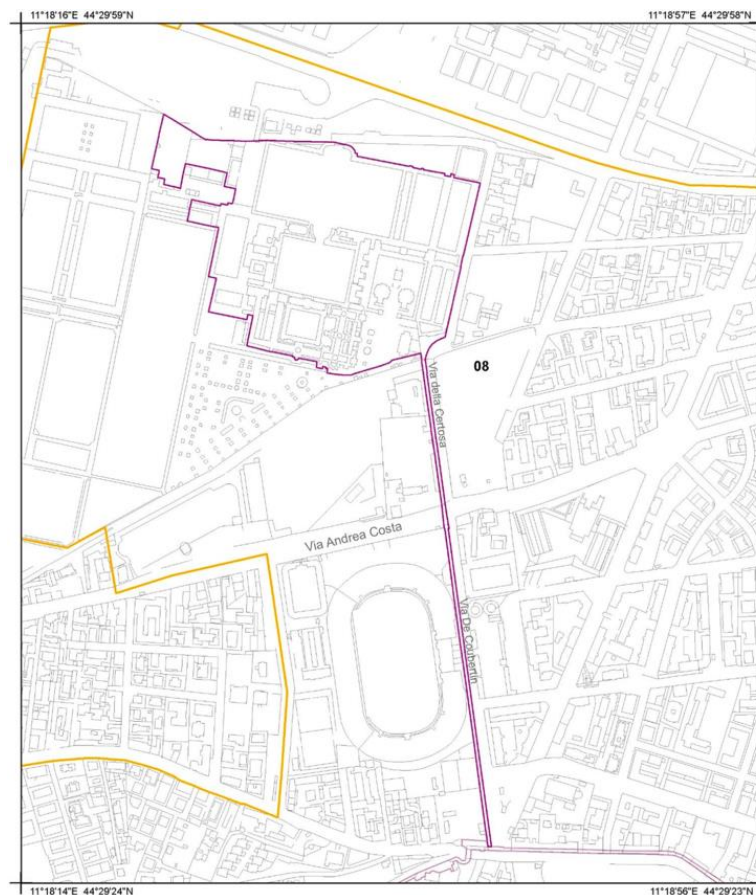 11°18'16"E 44°29'59"N
11°18'57"E 44°29'58"N
08
Via della Certosa
Via Andrea Costa
Via De Coubertin
11°18'14"E 44°29'24"N
11°18'56"E 44°29'23"N